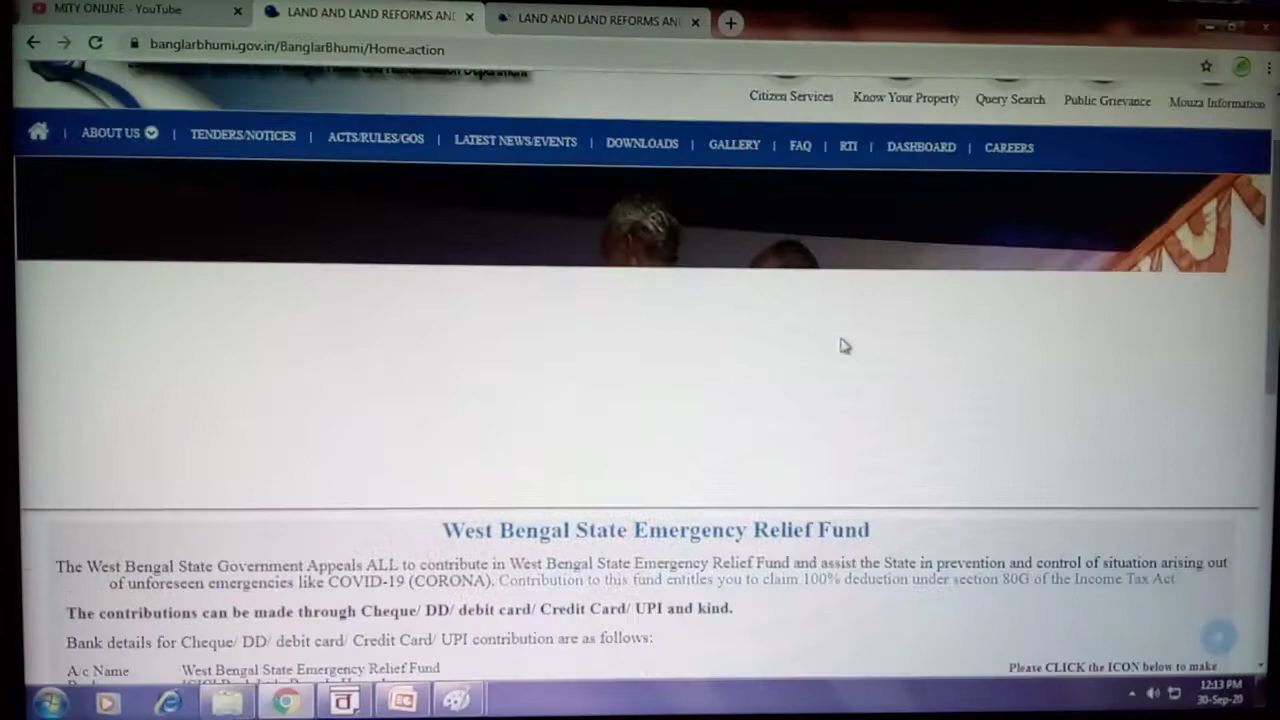 MITY ONLINE - YouTube
LAND AND LAND REFORMS AN
LAND AND LAND REFORMS AN
banglarbhumi.gov.in/BanglarBhumi/Home.action
Department
Citizen Services Know Your Property Query Search Public Grievance Mouza Information
ABOUT US | TENDERS/NOTICES | ACTS/RULES/GOS | LATEST NEWS/EVENTS | DOWNLOADS | GALLERY | FAQ | RTI | DASHBOARD | CAREERS
West Bengal State Emergency Relief Fund
The West Bengal State Government Appeals ALL to contribute in West Bengal State Emergency Relief Fund and assist the State in prevention and control of situation arising out
of unforeseen emergencies like COVID-19 (CORONA). Contribution to this fund entitles you to claim 100% deduction under section 80G of the Income Tax Act
The contributions can be made through Cheque/ DD/ debit card/ Credit Card/ UPI and kind.
Bank details for Cheque/ DD/ debit card/ Credit Card/ UPI contribution are as follows:
A/c Name West Bengal State Emergency Relief Fund
Please CLICK the ICON below to make
12:13 PM
30-Sep-20